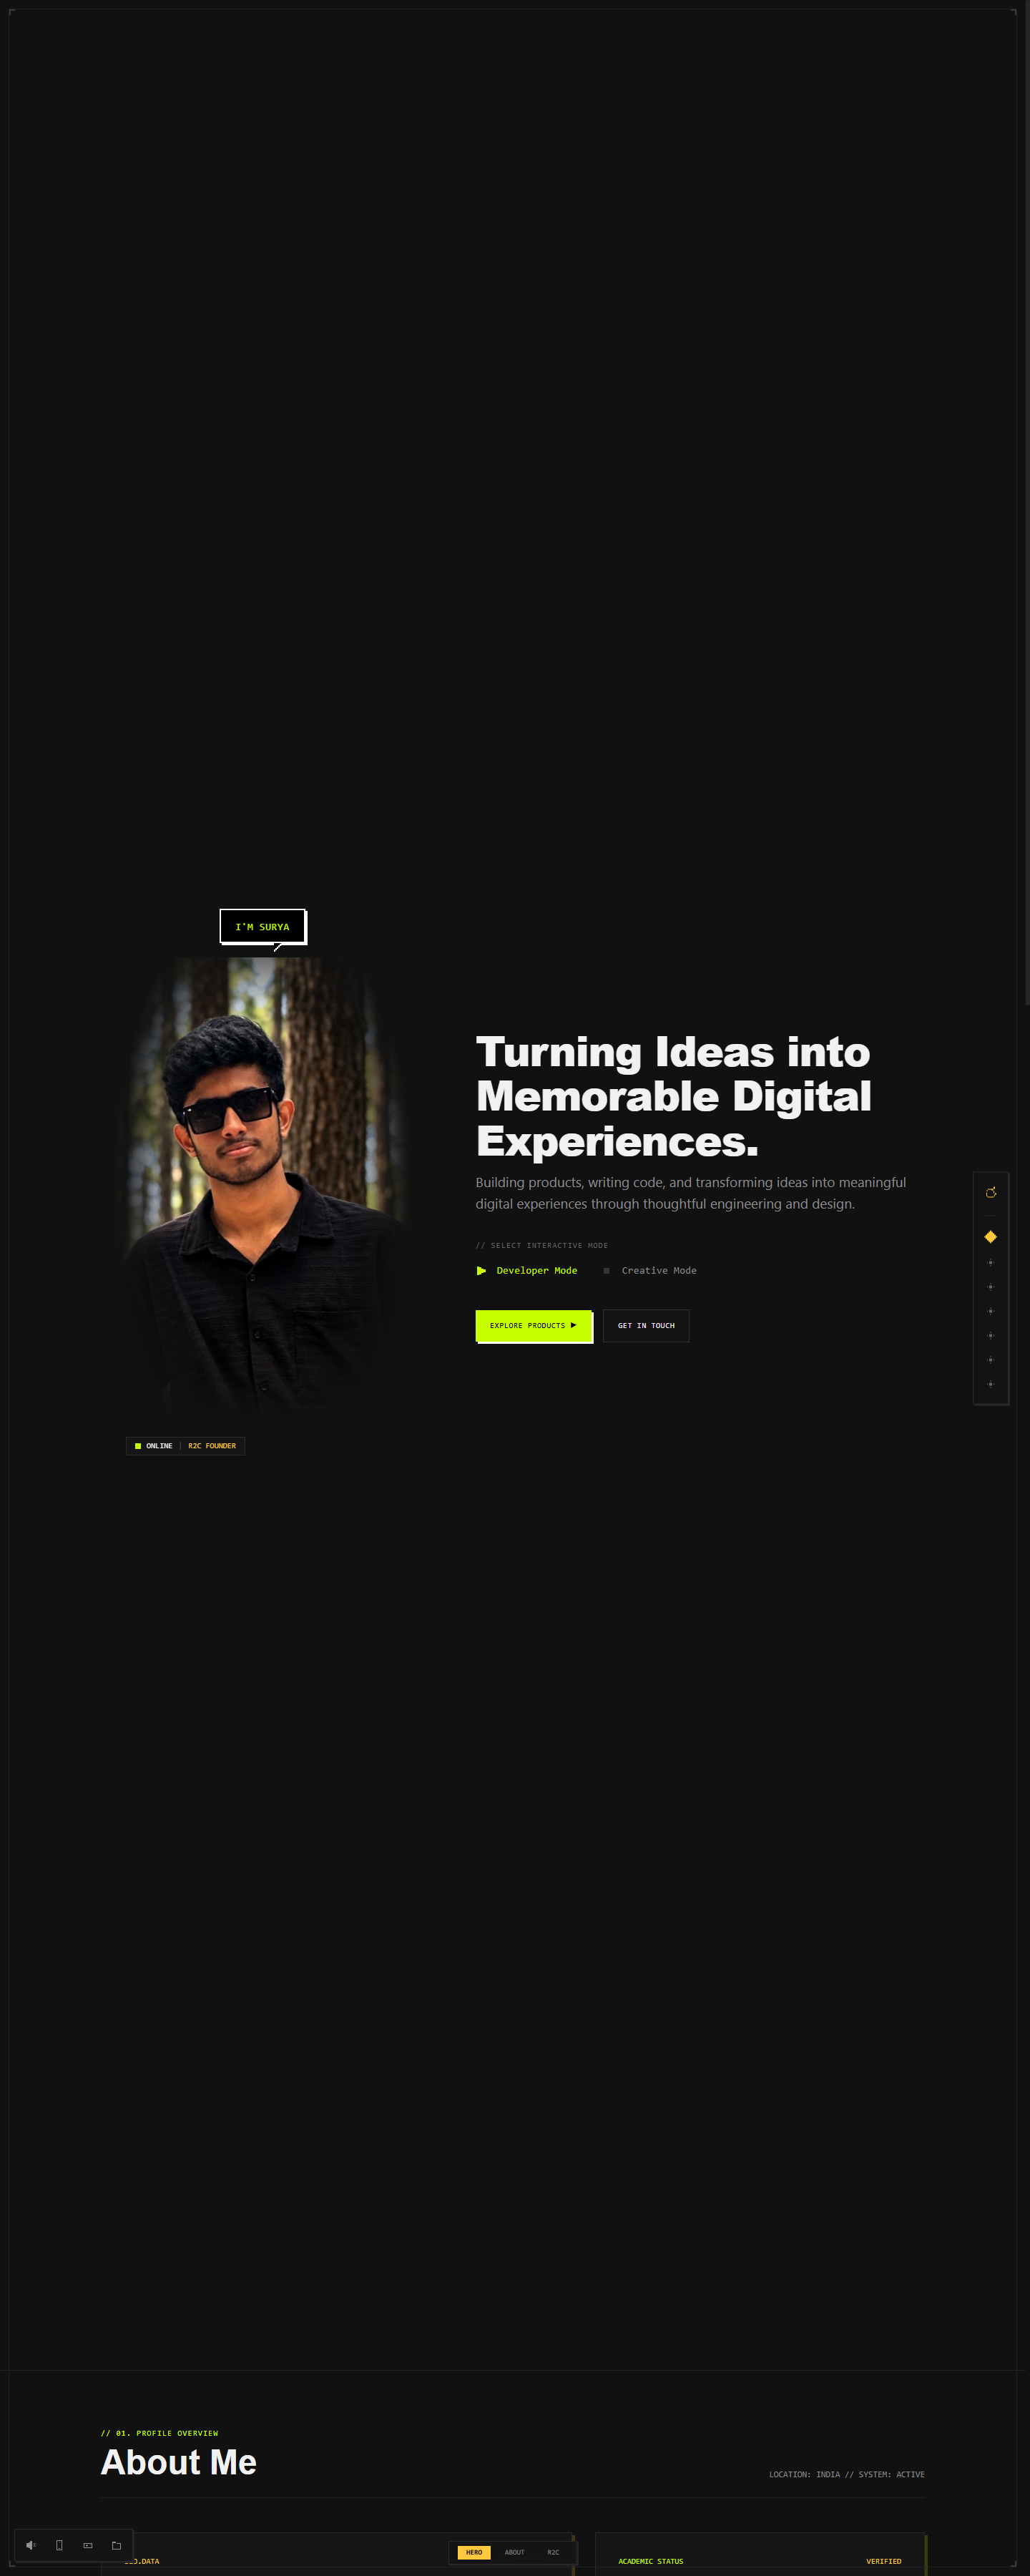 I'M SURYA
Turning Ideas into
Memorable Digital
Experiences.
Building products, writing code, and transforming ideas into meaningful
digital experiences through thoughtful engineering and design.
// SELECT INTERACTIVE MODE
Developer Mode
Creative Mode
EXPLORE PRODUCTS
GET IN TOUCH
ONLINE | R2C FOUNDER
// 01. PROFILE OVERVIEW
About Me
LOCATION: INDIA // SYSTEM: ACTIVE
HERO ABOUT R2C
.DATA
ACADEMIC STATUS
VERIFIED